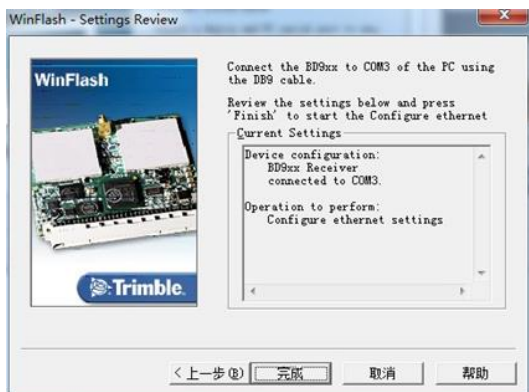 WinFlash - Settings Review
WinFlash
Trimble.
Connect the BD9xx to COM3 of the PC using
the DB9 cable.
Review the settings below and press
'Finish' to start the Configure ethernet
Current Settings
Device configuration:
BD9xx Receiver
connected to COM3.
Operation to perform:
Configure ethernet settings
< 上一步(B)
完成
取消
帮助